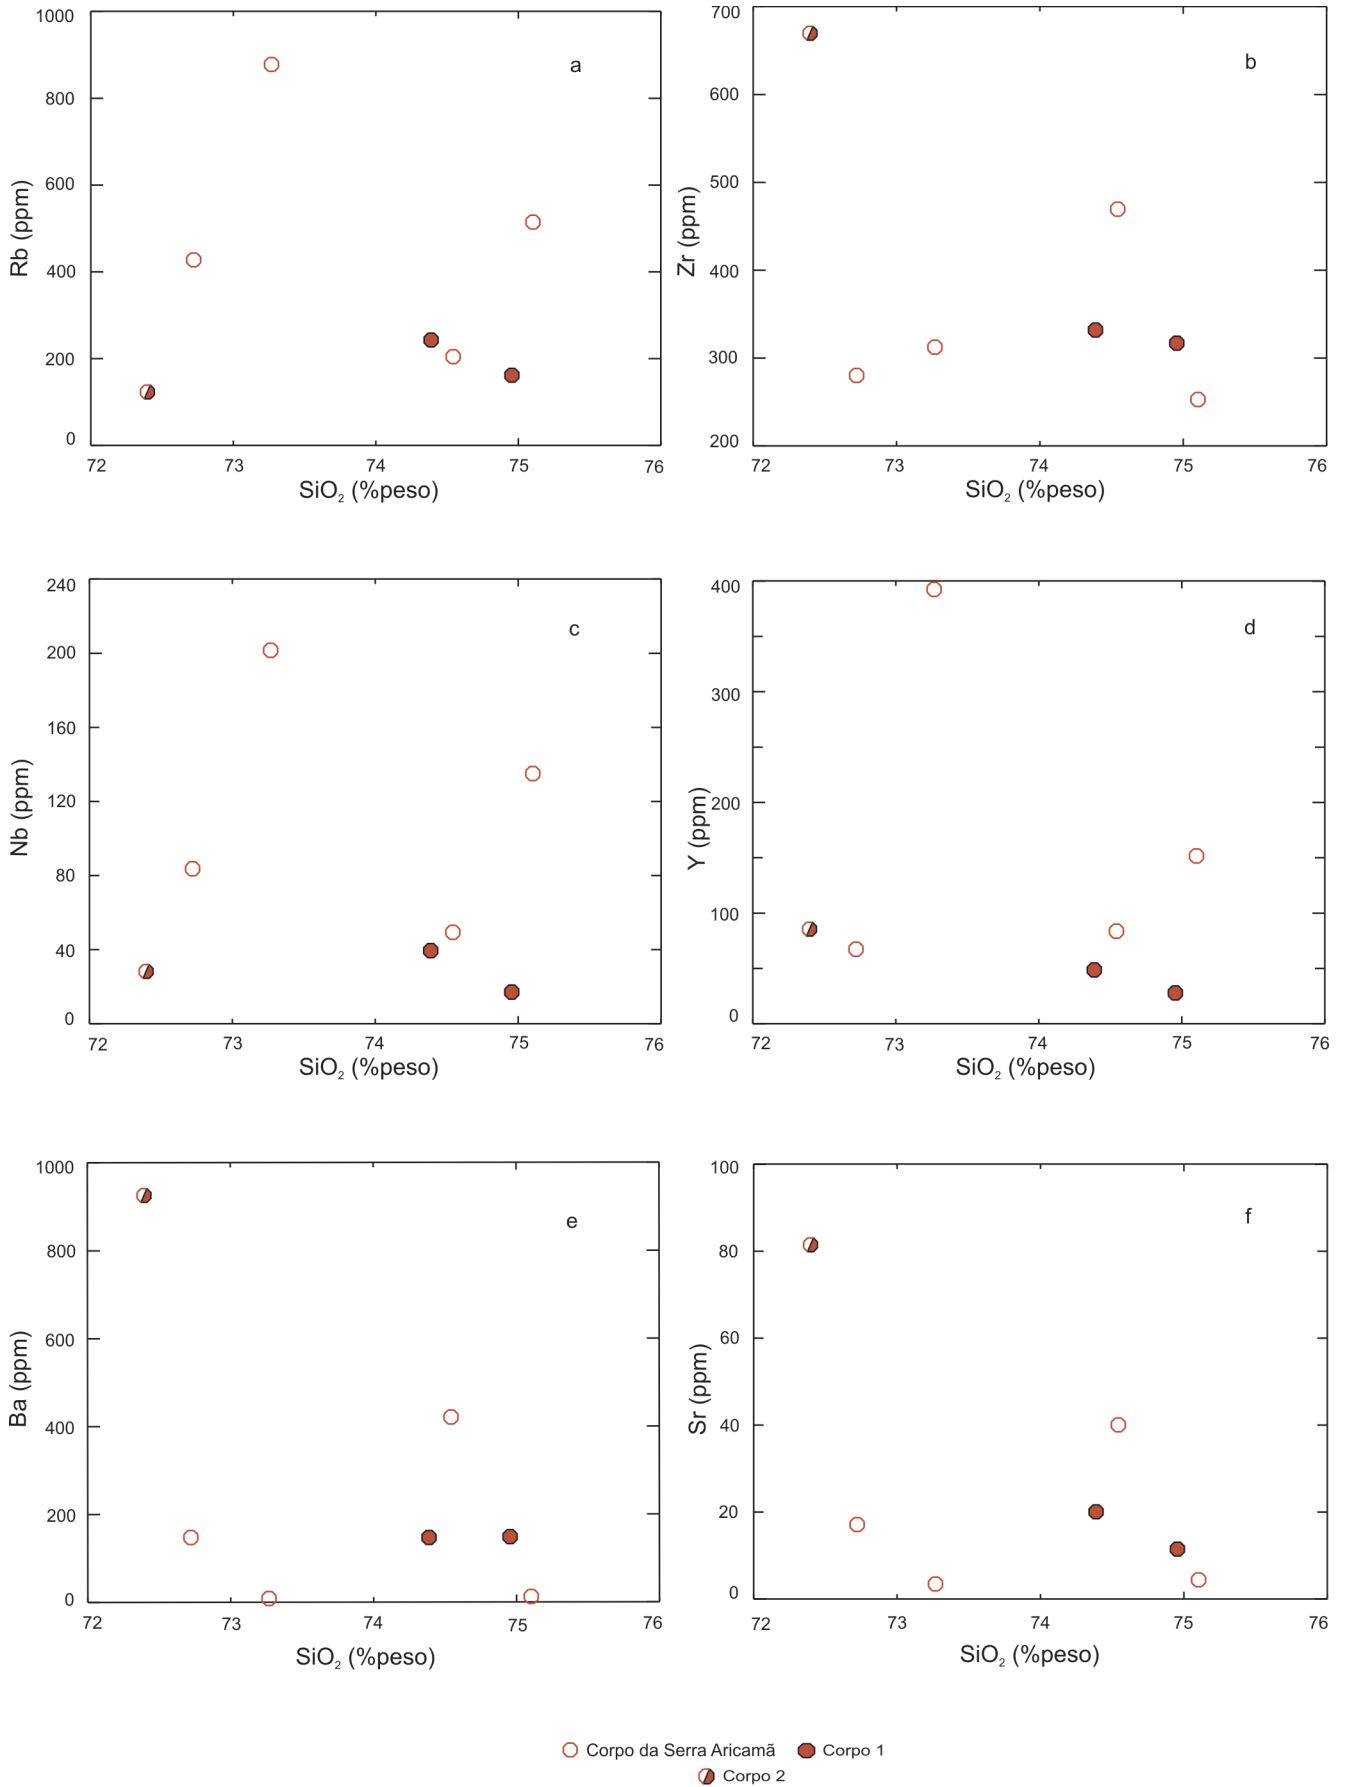 1000
800
600
400
200
0
Rb (ppm)
a
72 73 74 75 76
SiO₂ (%peso)
700
600
500
400
300
200
Zr (ppm)
b
72 73 74 75 76
SiO₂ (%peso)
240
200
160
120
80
40
0
Nb (ppm)
c
72 73 74 75 76
SiO₂ (%peso)
400
300
200
100
0
Y (ppm)
d
72 73 74 75 76
SiO₂ (%peso)
1000
800
600
400
200
0
Ba (ppm)
e
72 73 74 75 76
SiO₂ (%peso)
100
80
60
40
20
0
Sr (ppm)
f
72 73 74 75 76
SiO₂ (%peso)
Corpo da Serra Aricamã Corpo 1
Corpo 2